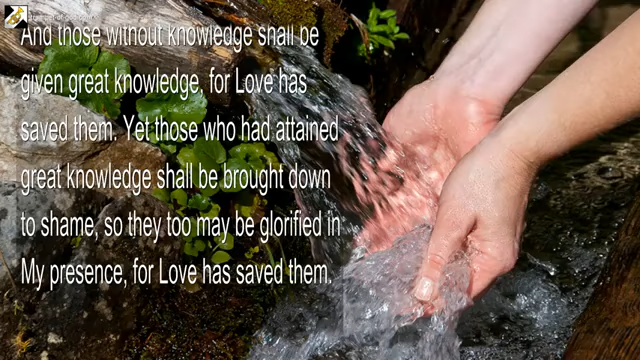 And those without knowledge shall be
given great knowledge, for Love has
saved them. Yet those who had attained
great knowledge shall be brought down
to shame, so they too may be glorified in
My presence, for Love has saved them.